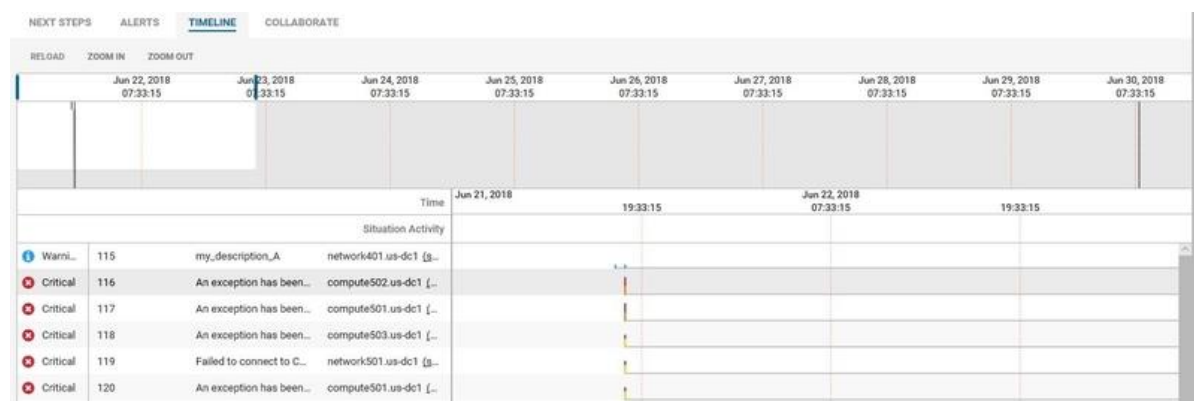 NEXT STEPS ALERTS TIMELINE COLLABORATE
RELOAD ZOOM IN ZOOM OUT
Jun 22, 2018 Jun 23, 2018 Jun 24, 2018 Jun 25, 2018 Jun 26, 2018 Jun 27, 2018 Jun 28, 2018 Jun 29, 2018 Jun 30, 2018
07:33:15 07:33:15 07:33:15 07:33:15 07:33:15 07:33:15 07:33:15 07:33:15 07:33:15
Time Jun 21, 2018 Jun 22, 2018
19:33:15 07:33:15 19:33:15
Situation Activity
Warni... 115 my_description_A network401.us-dc1 (s...
Critical 116 An exception has been... compute502.us-dc1 (...
Critical 117 An exception has been... compute501.us-dc1 (...
Critical 118 An exception has been... compute503.us-dc1 (...
Critical 119 Failed to connect to C... network501.us-dc1 (s...
Critical 120 An exception has been... compute501.us-dc1 (...